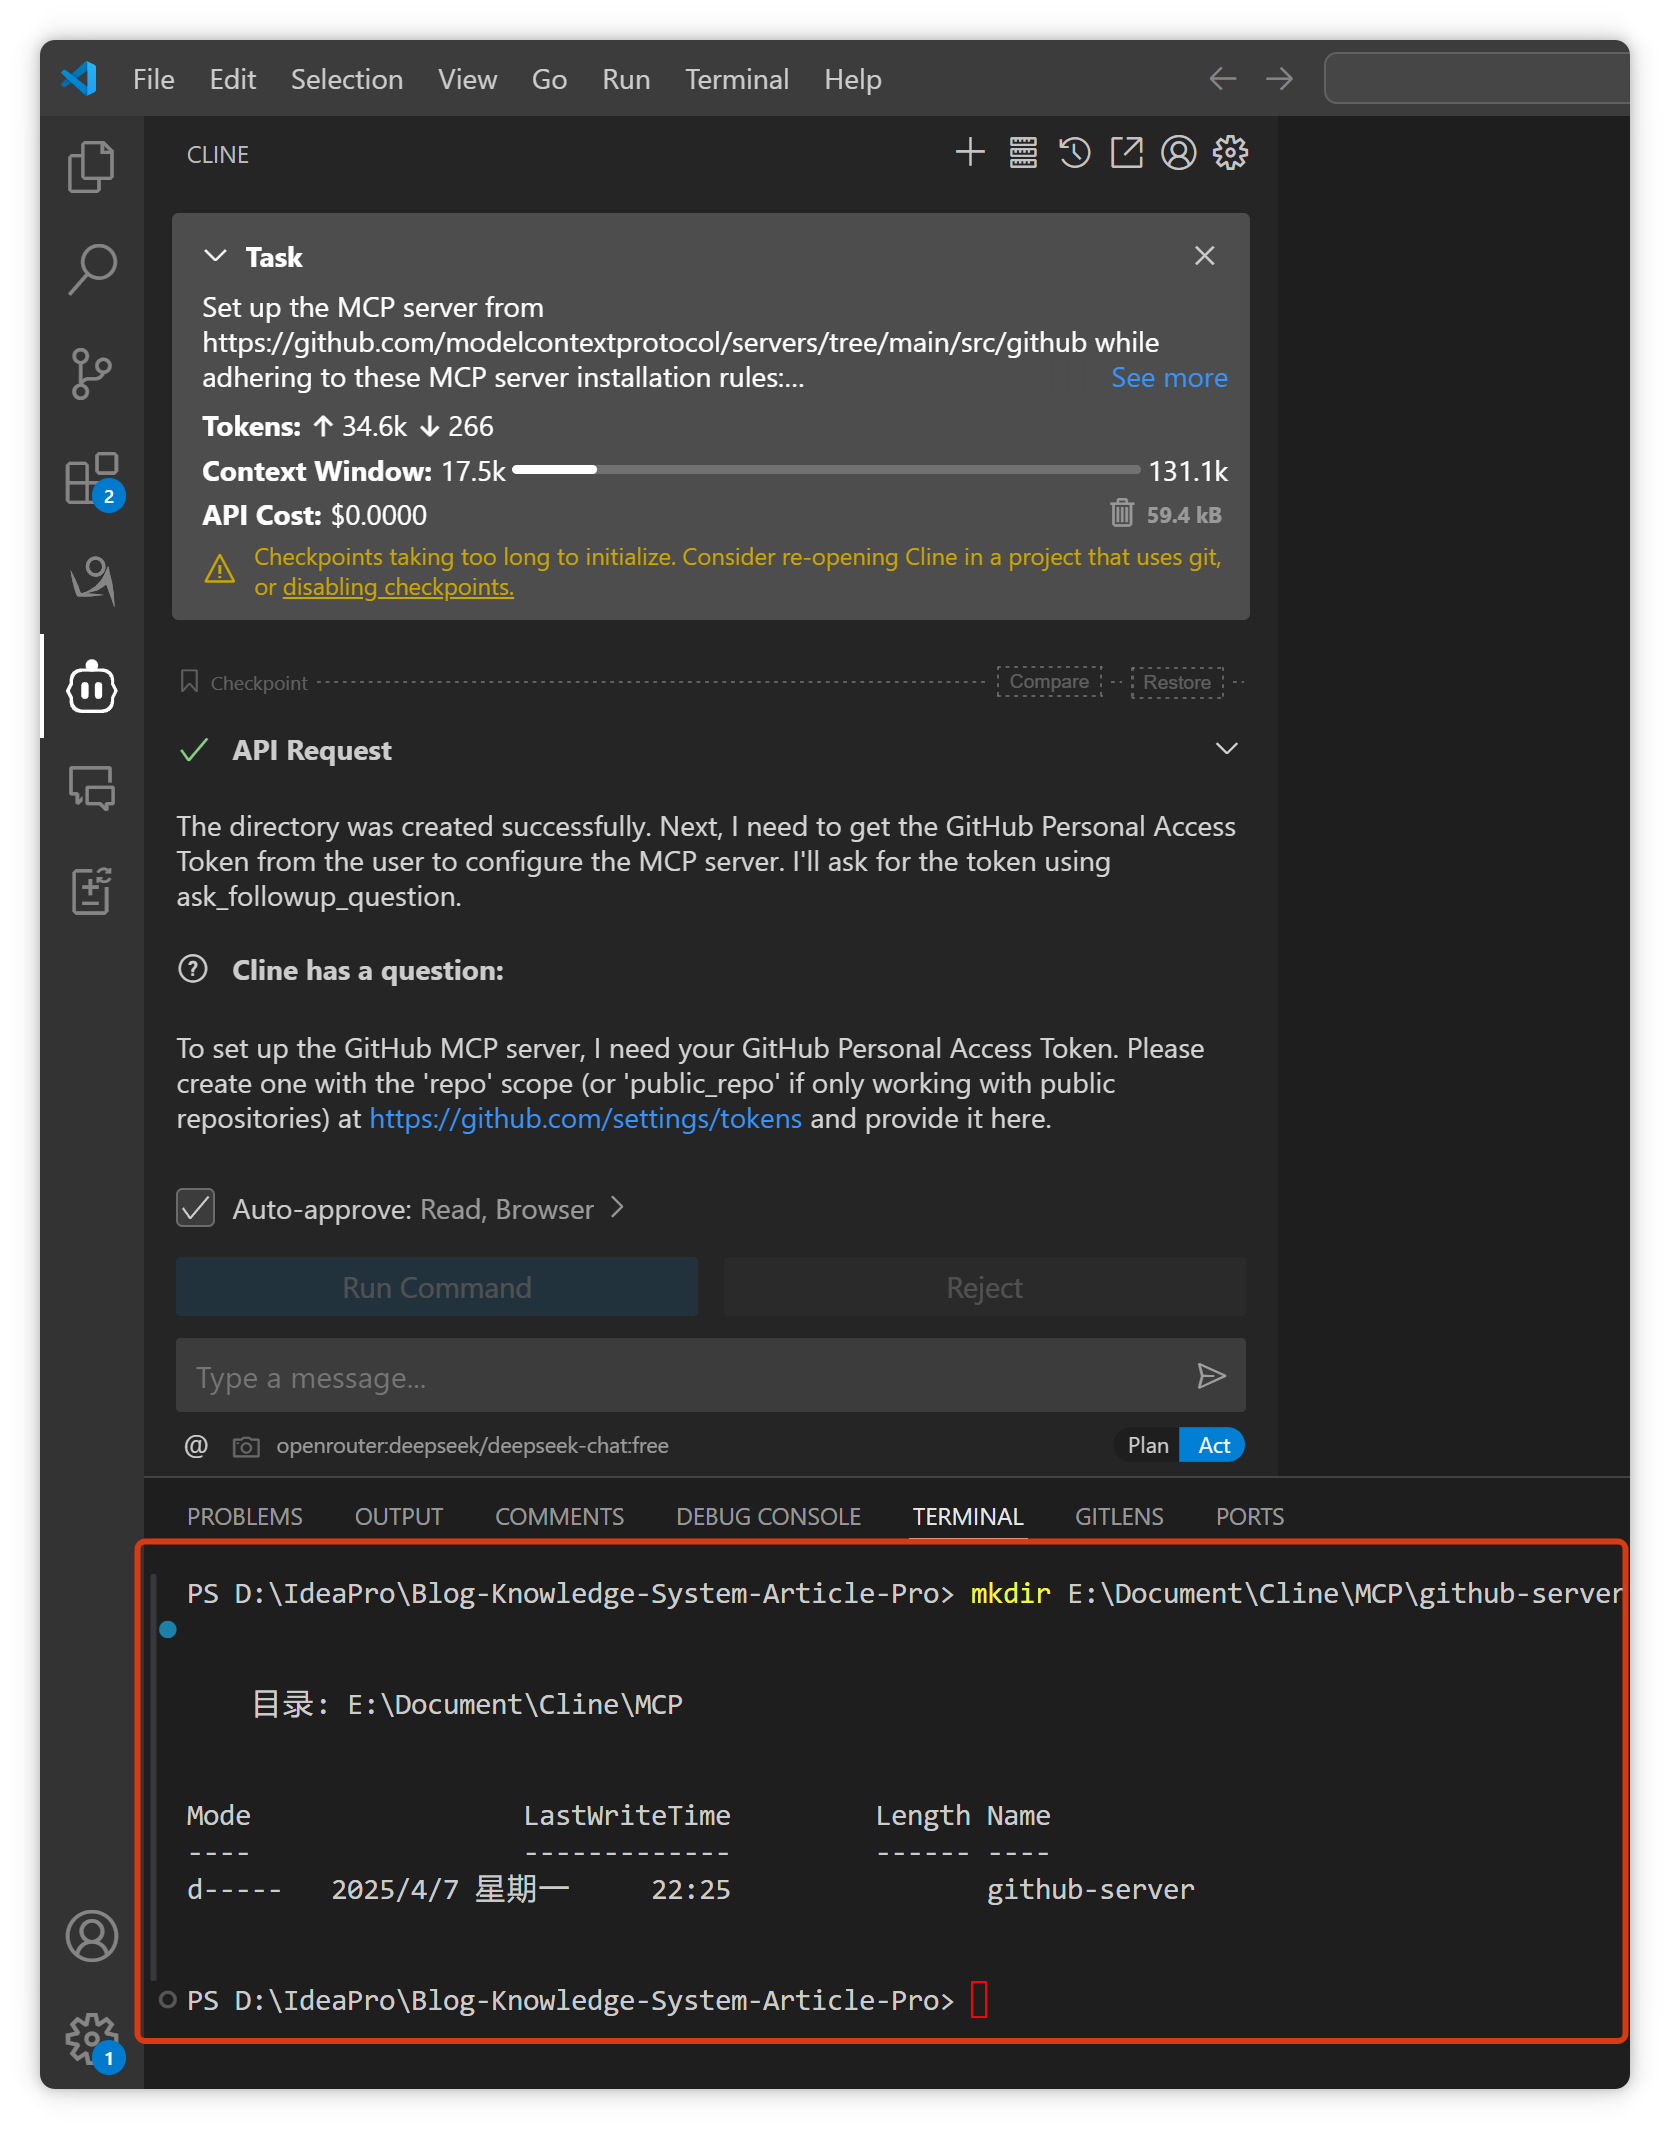 File Edit Selection View Go Run Terminal Help
CLINE
Task
Set up the MCP server from
https://github.com/modelcontextprotocol/servers/tree/main/src/github while
adhering to these MCP server installation rules:... See more
Tokens: ↑ 34.6k ↓ 266
Context Window: 17.5k 131.1k
API Cost: $0.0000 59.4 kB
Checkpoints taking too long to initialize. Consider re-opening Cline in a project that uses git,
or disabling checkpoints.
Checkpoint Compare Restore
API Request
The directory was created successfully. Next, I need to get the GitHub Personal Access
Token from the user to configure the MCP server. I'll ask for the token using
ask_followup_question.
Cline has a question:
To set up the GitHub MCP server, I need your GitHub Personal Access Token. Please
create one with the 'repo' scope (or 'public_repo' if only working with public
repositories) at https://github.com/settings/tokens and provide it here.
Auto-approve: Read, Browser
Run Command Reject
Type a message...
@ openrouter:deepseek/deepseek-chat:free Plan Act
PROBLEMS OUTPUT COMMENTS DEBUG CONSOLE TERMINAL GITLENS PORTS
PS D:\IdeaPro\Blog-Knowledge-System-Article-Pro> mkdir E:\Document\Cline\MCP\github-server
目录: E:\Document\Cline\MCP
Mode LastWriteTime Length Name
---- ------------- ------ ----
d----- 2025/4/7 星期一 22:25 github-server
PS D:\IdeaPro\Blog-Knowledge-System-Article-Pro>
2
1